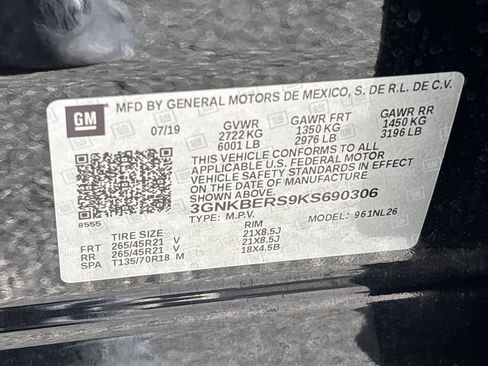 GM
MFD BY GENERAL MOTORS DE MEXICO, S. DE R.L. DE C.V.
07/19 GVWR GAWR FRT GAWR RR
2722 KG 1350 KG 1450 KG
6001 LB 2976 LB 3196 LB
THIS VEHICLE CONFORMS TO ALL
APPLICABLE U.S. FEDERAL MOTOR
VEHICLE SAFETY STANDARDS IN EFFECT
ON THE DATE OF MANUFACTURE
SHOWN ABOVE.
3GNKBERS9KS690306
8555 TYPE: M.P.V. MODEL: 961NL26
TIRE SIZE RIM
FRT 265/45R21 V 21X8.5J
RR 265/45R21 V 21X8.5J
SPA T135/70R18 M 18X4.5B